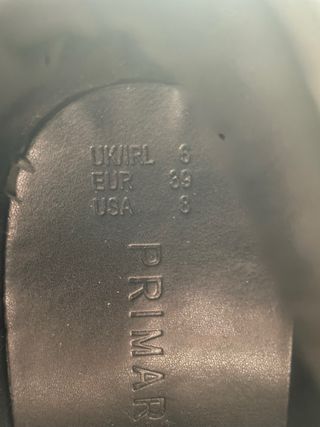 UK/IRL 6
EUR 39
USA 8
PRIMAR